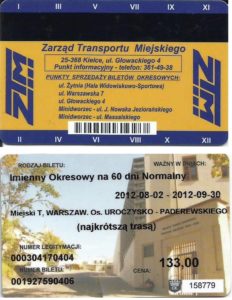 I II III IV V VI
ZIM
Zarząd Transportu Miejskiego
25-368 Kielce, ul. Głowackiego 4
Punkt informacyjny - telefon: 361-49-38
ZIM
PUNKTY SPRZEDAŻY BILETÓW OKRESOWYCH:
ul. Żytnia (Hala Widowiskowo-Sportowa)
ul. Warszawska 7
ul. Głowackiego 4
Minidworzec - ul. J. Nowaka Jeziorańskiego
Minidworzec - ul. Massalskiego
VII VIII IX X XI XII
RODZAJ BILETU: WAŻNY W DNIACH:
Imienny Okresowy na 60 dni Normalny
2012-08-02 - 2012-09-30
Miejski T, WARSZAW. Os. UROCZYSKO - PADEREWSKIEGO
(najkrótszą trasą)
NUMER LEGITYMACJI:
000304170404
NUMER BILETU:
001927590406
CENA: 133,00
158779